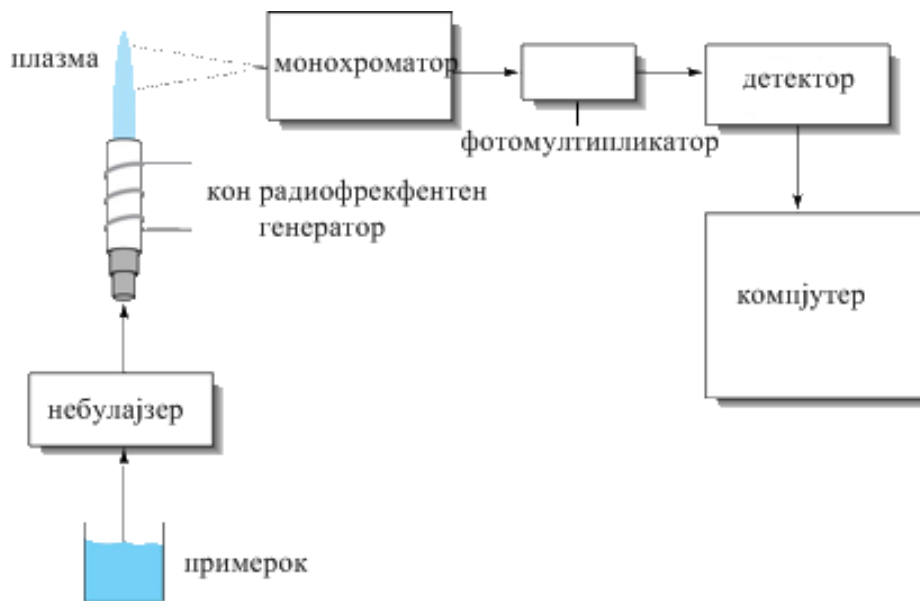 плазма
монохроматор
детектор
фотомултипликатор
кон радиофрекфентен
генератор
компјутер
небулајзер
примерок